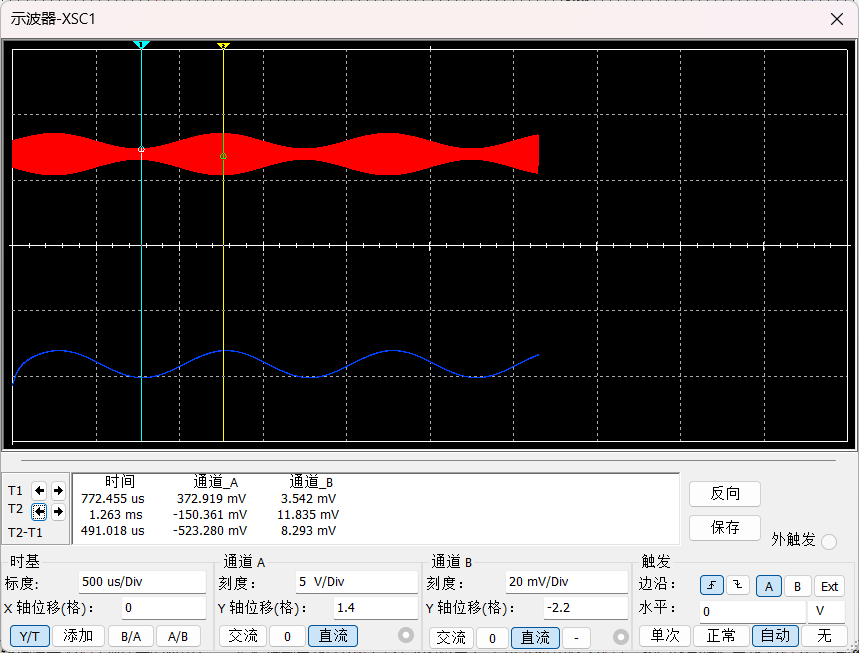 示波器-XSC1
1 2
时间 通道_A 通道_B
T1 772.455 us 372.919 mV 3.542 mV
T2 1.263 ms -150.361 mV 11.835 mV
T2-T1 491.018 us -523.280 mV 8.293 mV
反向
保存
外触发
时基 通道 A 通道 B 触发
标度: 500 us/Div 刻度: 5 V/Div 刻度: 20 mV/Div 边沿: A B Ext
X 轴位移(格): 0 Y 轴位移(格): 1.4 Y 轴位移(格): -2.2 水平: 0 V
Y/T 添加 B/A A/B 交流 0 直流 交流 0 直流 - 单次 正常 自动 无